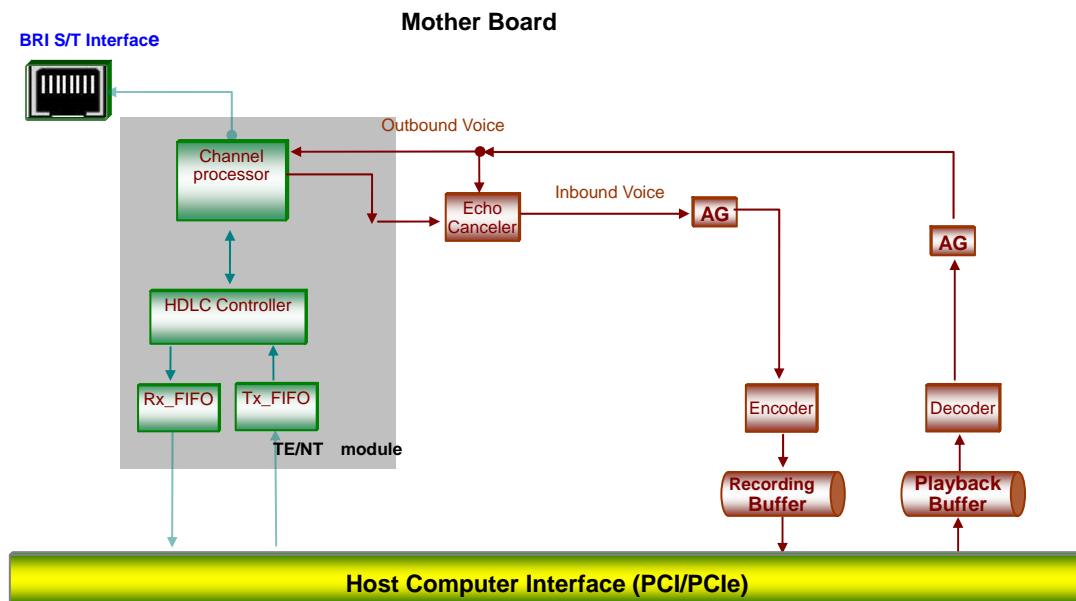 Mother Board
BRI S/T Interface
Outbound Voice
Channel
processor
Inbound Voice
Echo
Canceler
AG
AG
HDLC Controller
Rx_FIFO
Tx_FIFO
Encoder
Decoder
TE/NT module
Recording
Buffer
Playback
Buffer
Host Computer Interface (PCI/PCIe)